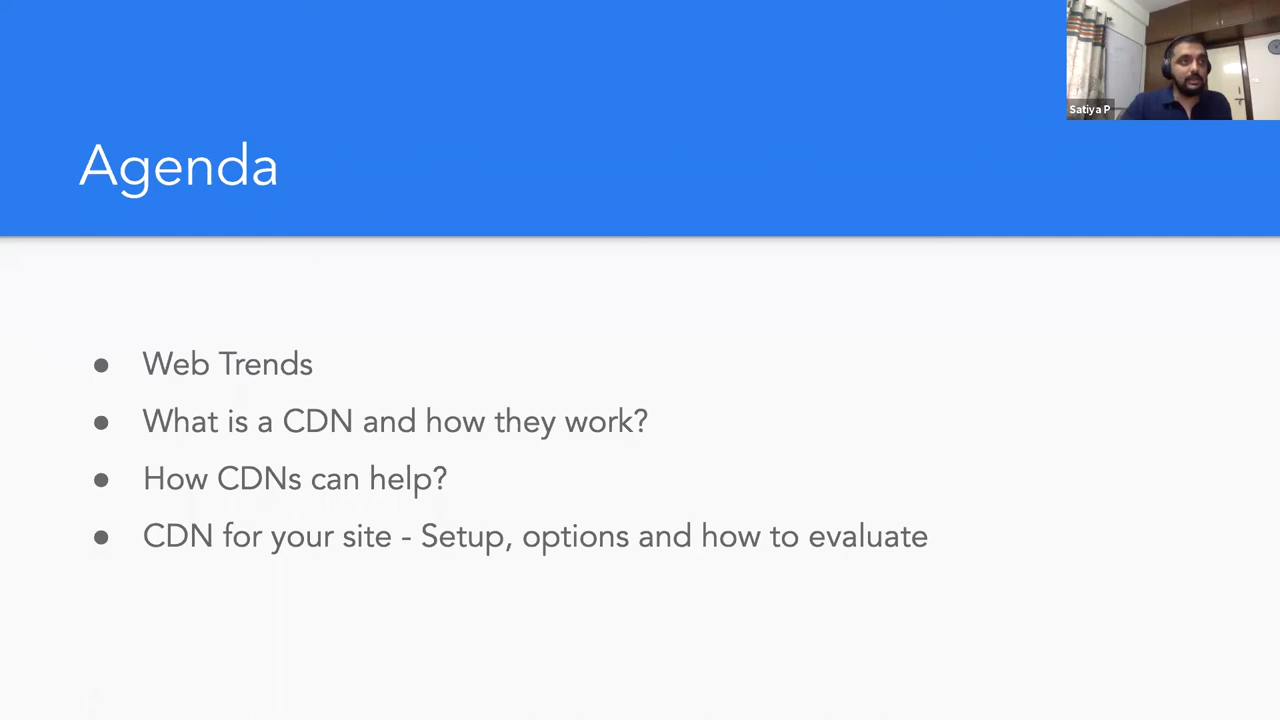 Satiya P
Agenda
● Web Trends
● What is a CDN and how they work?
● How CDNs can help?
● CDN for your site - Setup, options and how to evaluate